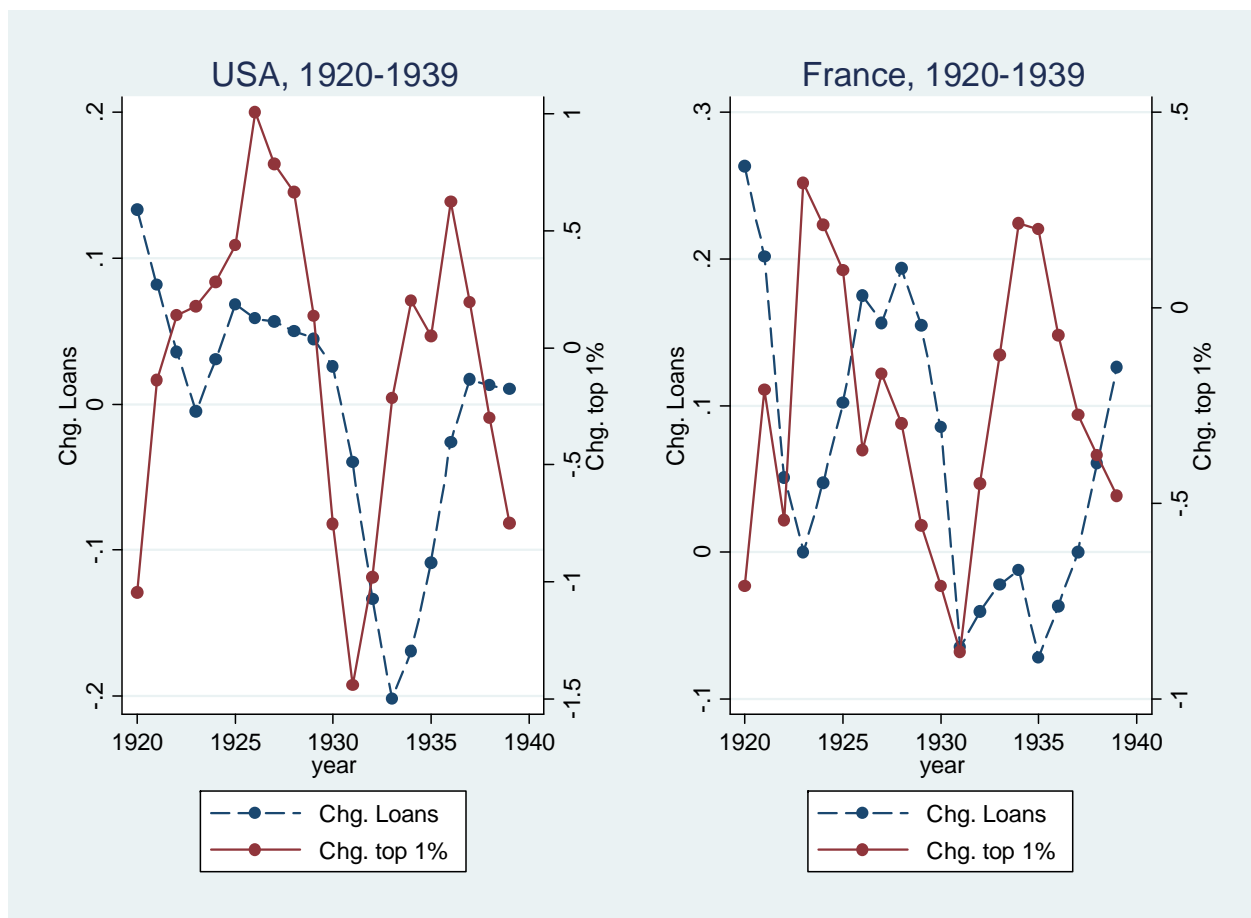 USA, 1920-1939
.2
.1
0
-.1
-.2
Chg. Loans
1
.5
0
-.5
-1
-1.5
Chg. top 1%
1920 1925 1930 1935 1940
year
Chg. Loans
Chg. top 1%
France, 1920-1939
.3
.2
.1
0
-.1
Chg. Loans
.5
0
-.5
-1
Chg. top 1%
1920 1925 1930 1935 1940
year
Chg. Loans
Chg. top 1%